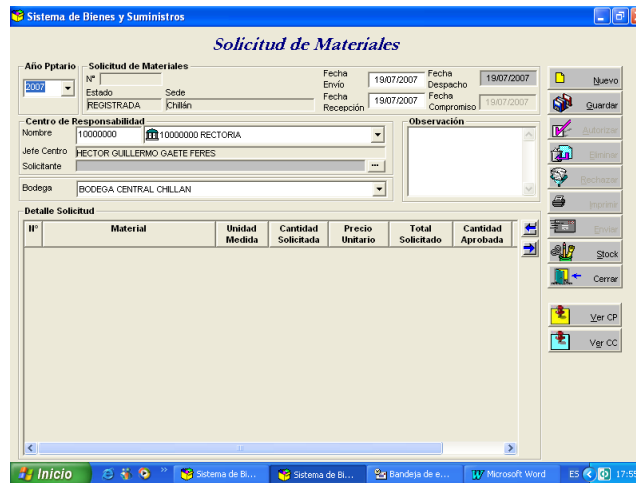 Sistema de Bienes y Suministros
Solicitud de Materiales
Año Pptario
2007
Solicitud de Materiales
Nº
Estado
REGISTRADA
Sede
Chillán
Fecha Envío
19/07/2007
Fecha Despacho
19/07/2007
Fecha Recepción
19/07/2007
Fecha Compromiso
19/07/2007
Centro de Responsabilidad
Nombre
10000000
10000000 RECTORIA
Jefe Centro
HECTOR GUILLERMO GAETE FERES
Solicitante
...
Bodega
BODEGA CENTRAL CHILLAN
Observación
Detalle Solicitud
Nº
Material
Unidad Medida
Cantidad Solicitada
Precio Unitario
Total Solicitado
Cantidad Aprobada
Nuevo
Guardar
Autorizar
Eliminar
Rechazar
Imprimir
Enviar
Stock
Cerrar
Ver CP
Ver CC
Inicio
Sistema de Bi...
Sistema de Bi...
Bandeja de e...
Microsoft Word
ES
17:55